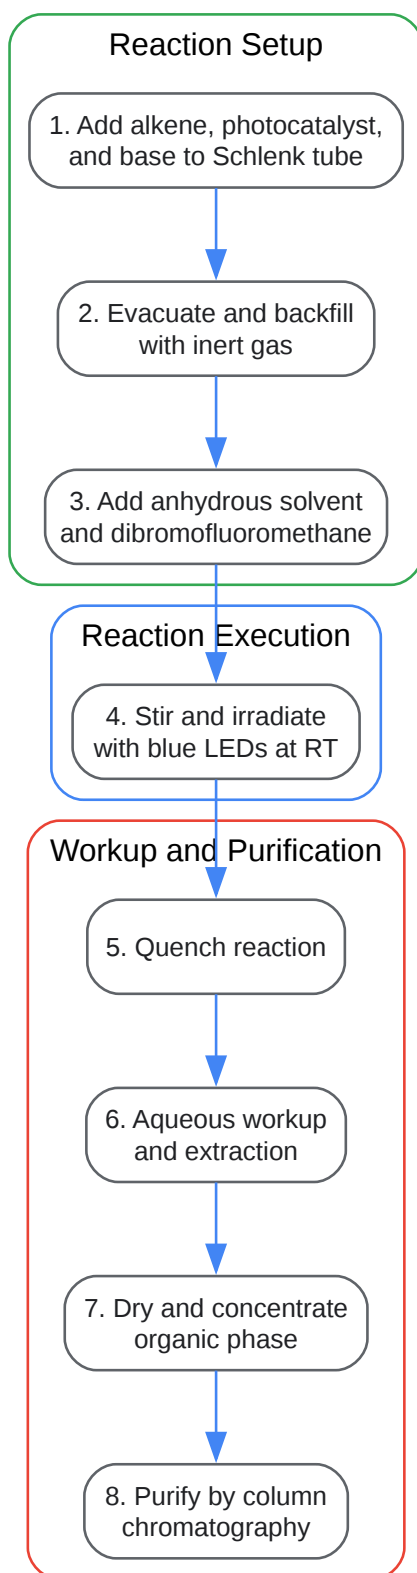 Reaction Setup
1. Add alkene, photocatalyst,
and base to Schlenk tube
2. Evacuate and backfill
with inert gas
3. Add anhydrous solvent
and dibromofluoromethane
Reaction Execution
4. Stir and irradiate
with blue LEDs at RT
Workup and Purification
5. Quench reaction
6. Aqueous workup
and extraction
7. Dry and concentrate
organic phase
8. Purify by column
chromatography